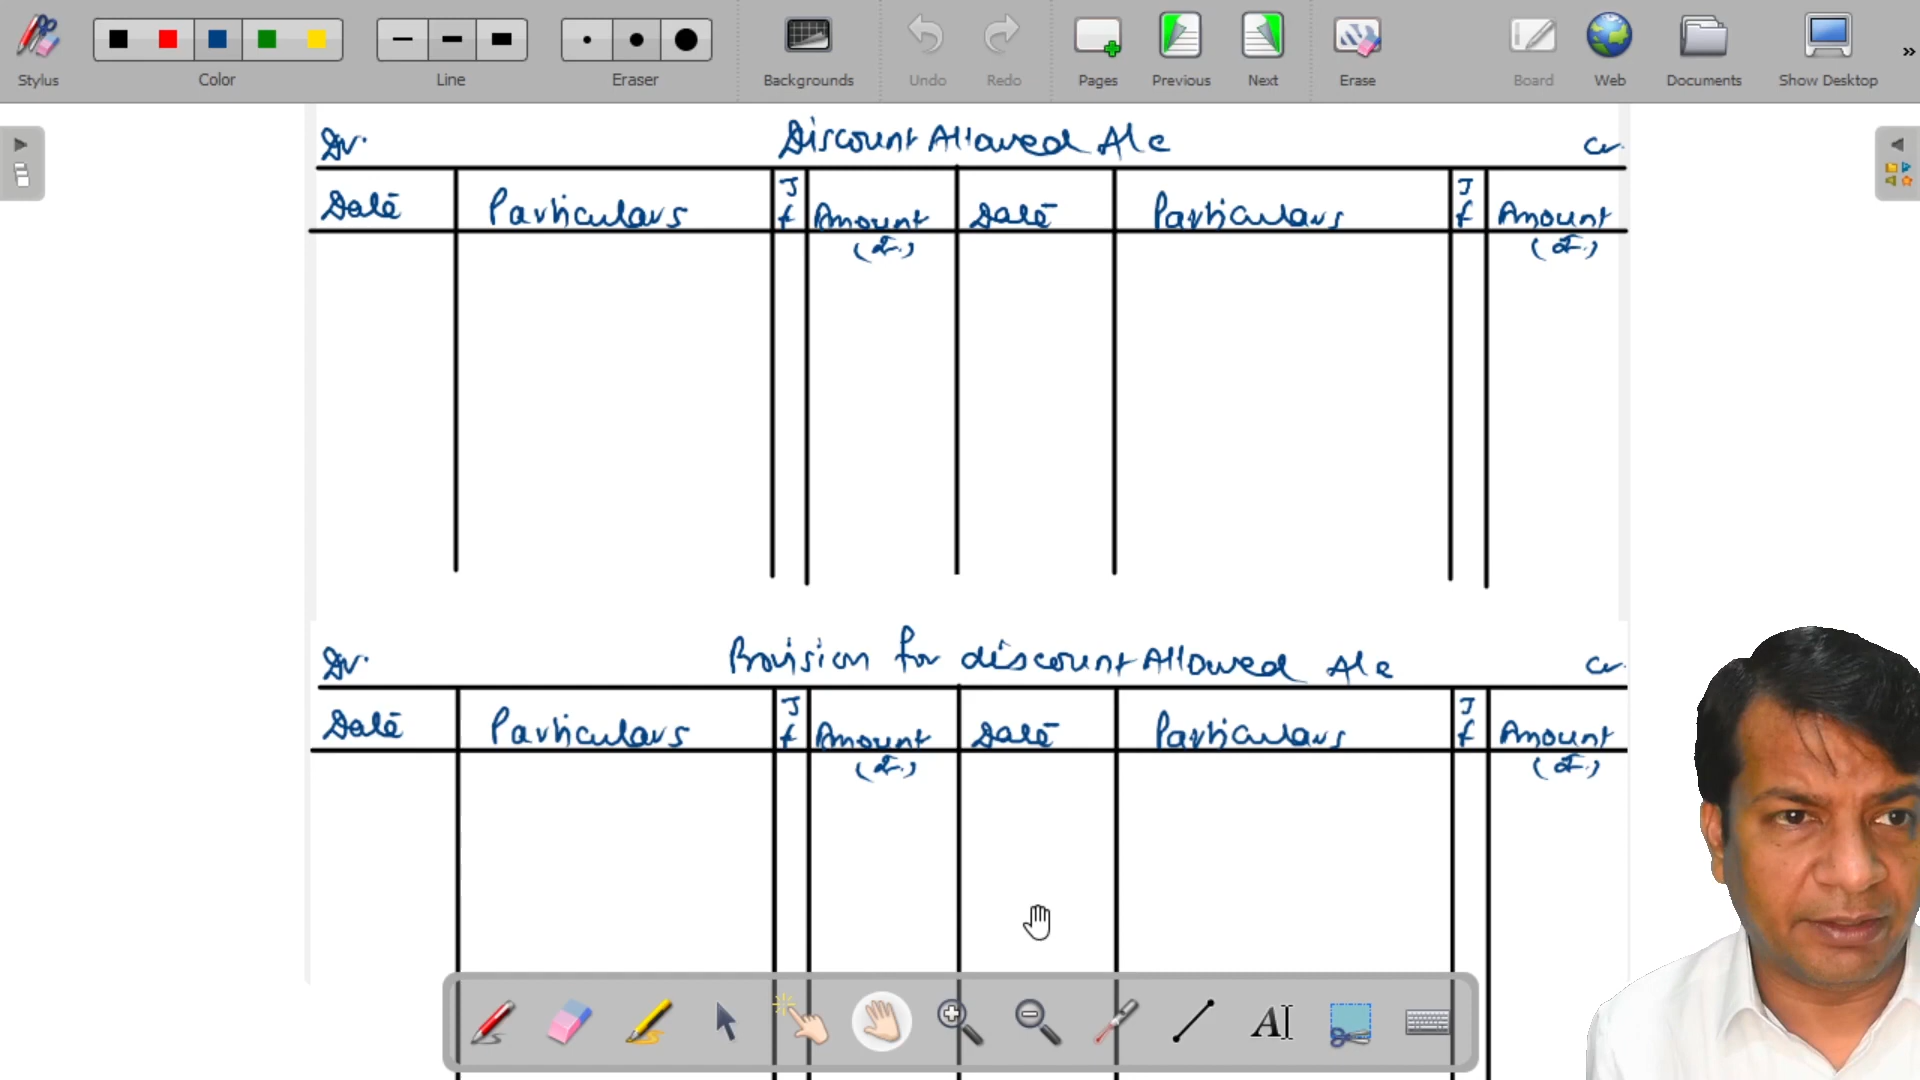 Stylus Color Line Eraser Backgrounds Undo Redo Pages Previous Next Erase Board Web Documents Show Desktop »
Dr. Discount Allowed A/c Cr.
Date Particulars J f Amount Date Particulars J f Amount
(₹.) (₹.)
Dr. Provision for discount Allowed A/c Cr.
Date Particulars J f Amount Date Particulars J f Amount
(₹.) (₹.)
AI